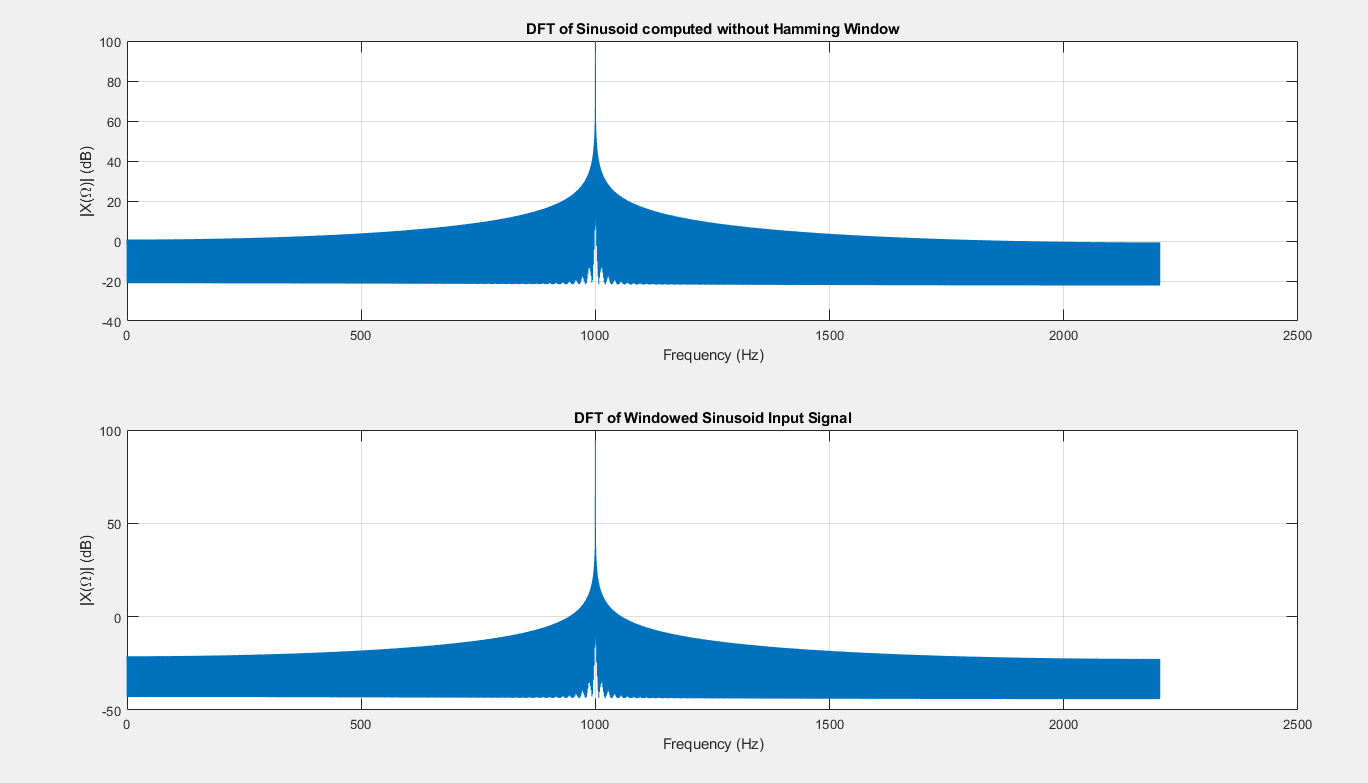 DFT of Sinusoid computed without Hamming Window
100
80
60
40
20
0
-20
-40
|X(Ω)| (dB)
0 500 1000 1500 2000 2500
Frequency (Hz)
DFT of Windowed Sinusoid Input Signal
100
50
0
-50
|X(Ω)| (dB)
0 500 1000 1500 2000 2500
Frequency (Hz)